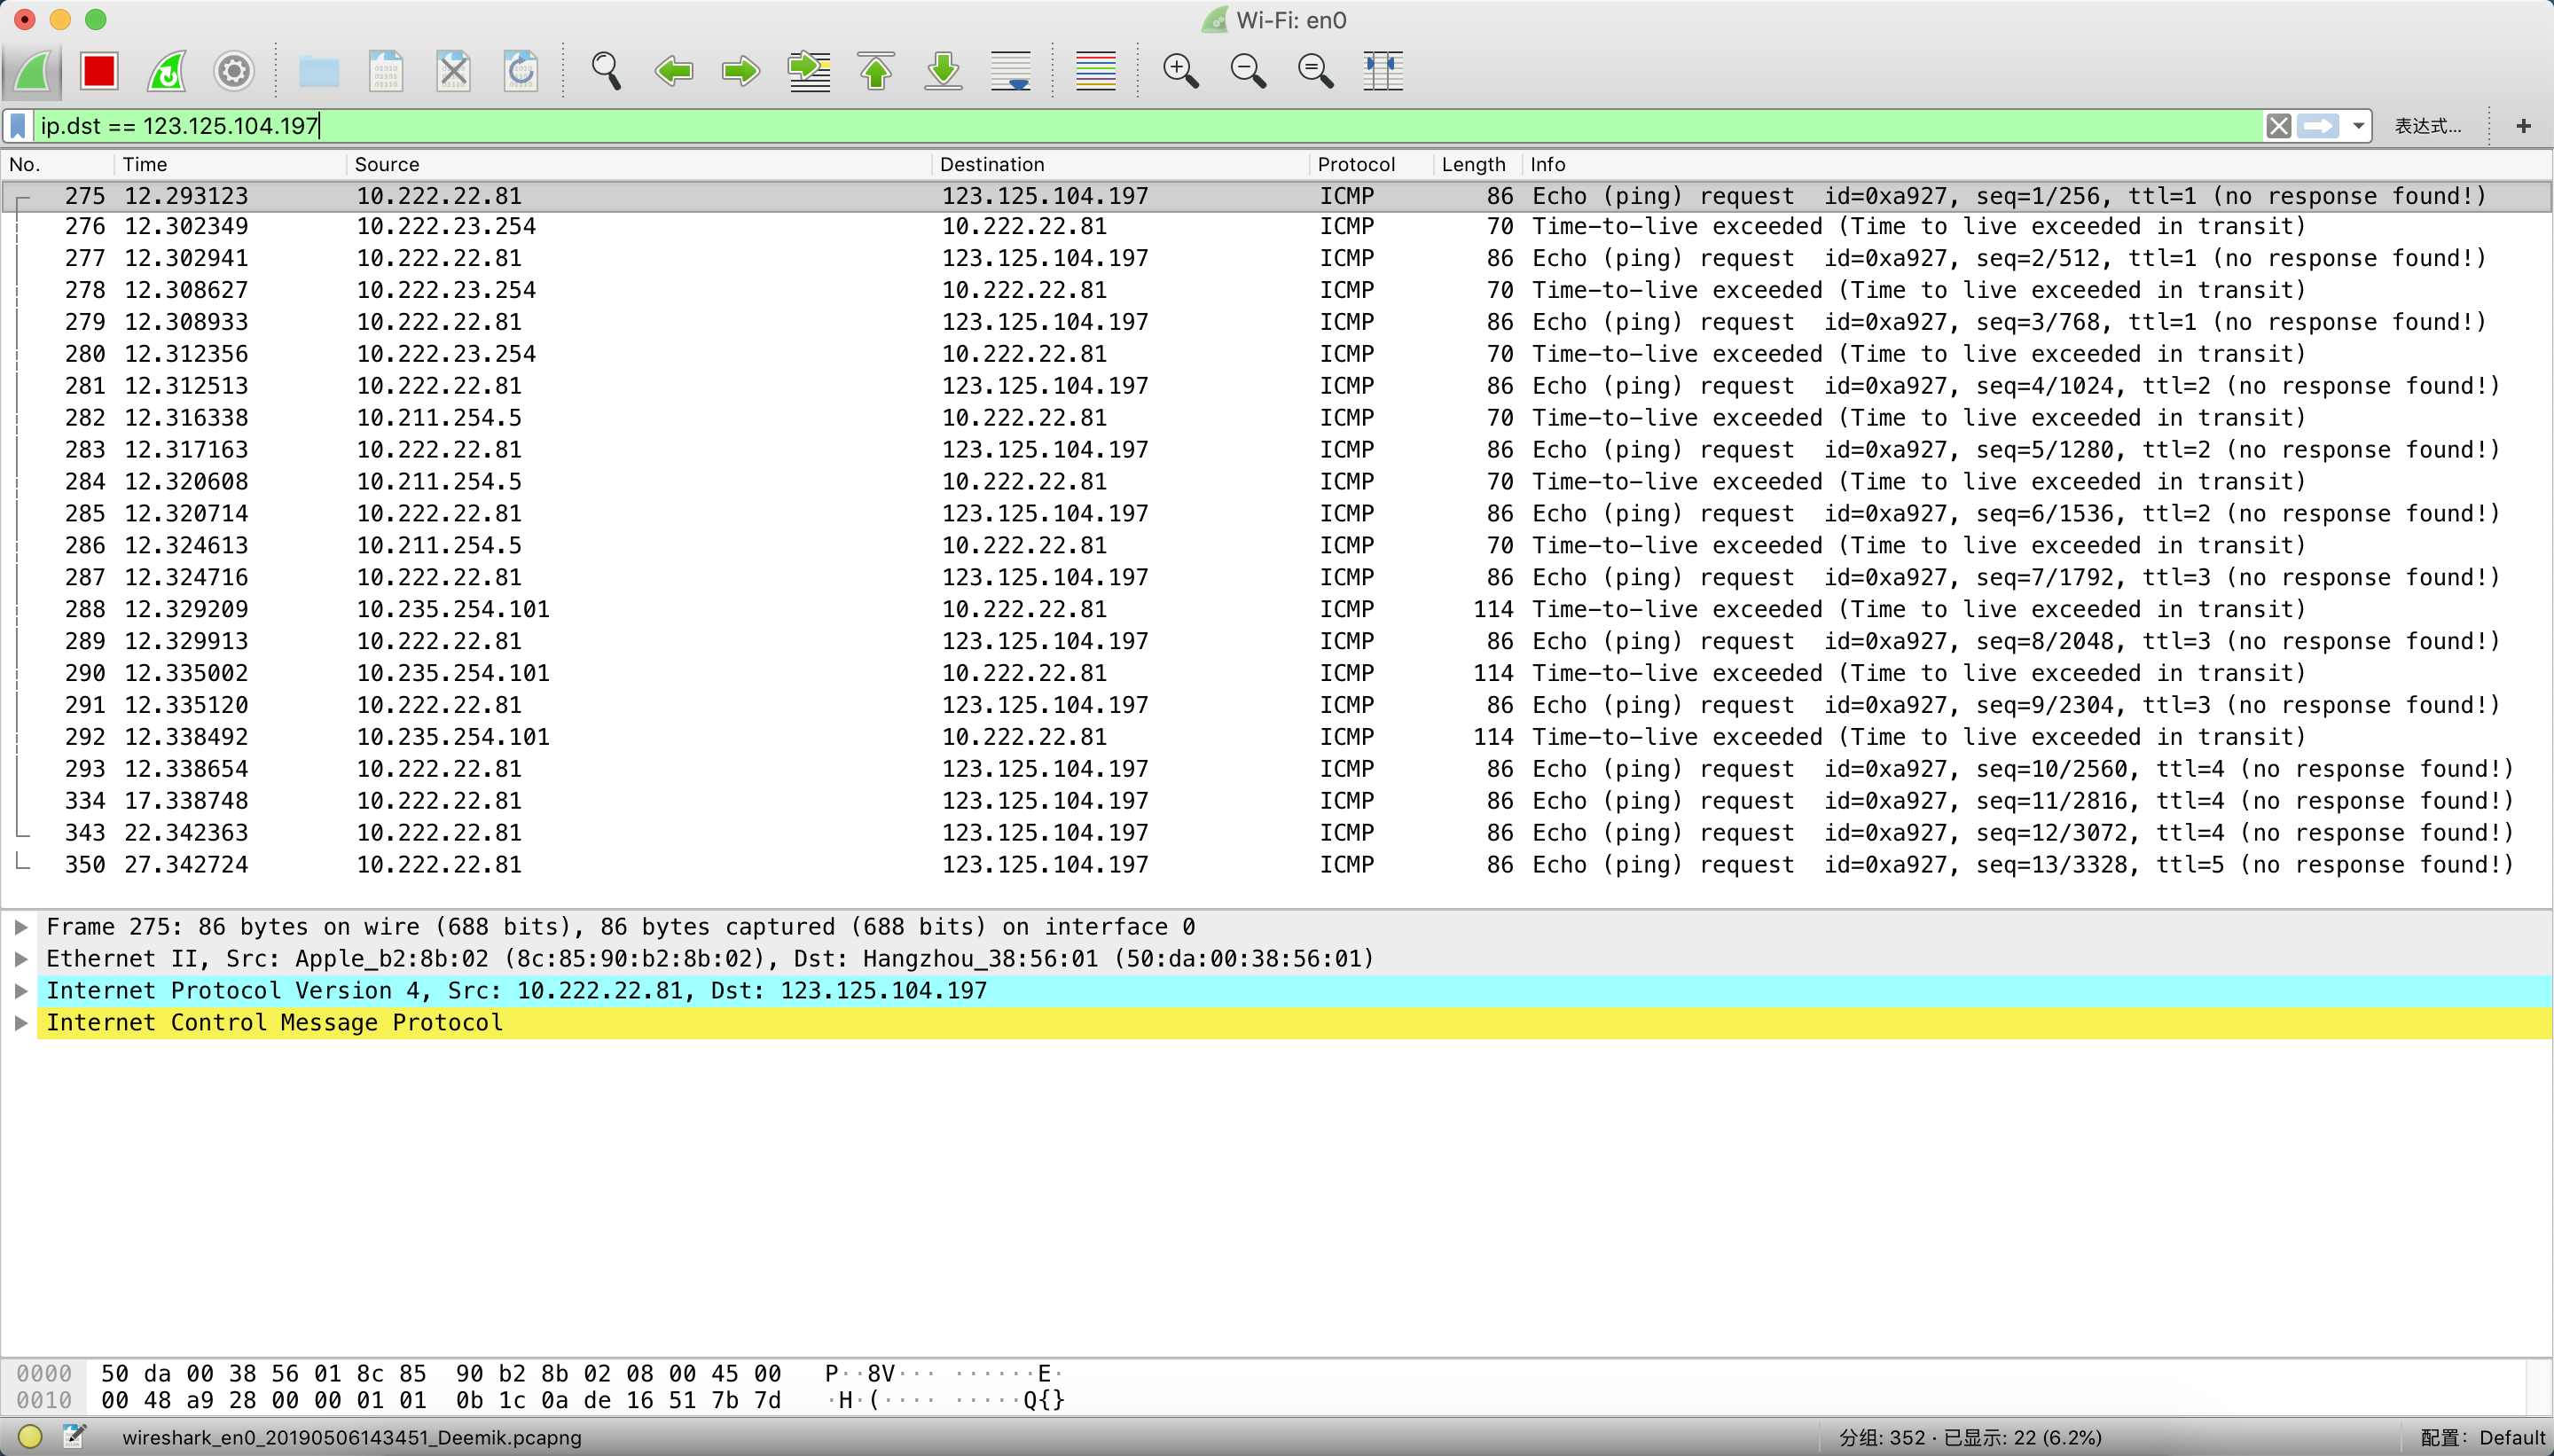 Wi-Fi: en0
ip.dst == 123.125.104.197 表达式… +
No. Time Source Destination Protocol Length Info
275 12.293123 10.222.22.81 123.125.104.197 ICMP 86 Echo (ping) request id=0xa927, seq=1/256, ttl=1 (no response found!)
276 12.302349 10.222.23.254 10.222.22.81 ICMP 70 Time-to-live exceeded (Time to live exceeded in transit)
277 12.302941 10.222.22.81 123.125.104.197 ICMP 86 Echo (ping) request id=0xa927, seq=2/512, ttl=1 (no response found!)
278 12.308627 10.222.23.254 10.222.22.81 ICMP 70 Time-to-live exceeded (Time to live exceeded in transit)
279 12.308933 10.222.22.81 123.125.104.197 ICMP 86 Echo (ping) request id=0xa927, seq=3/768, ttl=1 (no response found!)
280 12.312356 10.222.23.254 10.222.22.81 ICMP 70 Time-to-live exceeded (Time to live exceeded in transit)
281 12.312513 10.222.22.81 123.125.104.197 ICMP 86 Echo (ping) request id=0xa927, seq=4/1024, ttl=2 (no response found!)
282 12.316338 10.211.254.5 10.222.22.81 ICMP 70 Time-to-live exceeded (Time to live exceeded in transit)
283 12.317163 10.222.22.81 123.125.104.197 ICMP 86 Echo (ping) request id=0xa927, seq=5/1280, ttl=2 (no response found!)
284 12.320608 10.211.254.5 10.222.22.81 ICMP 70 Time-to-live exceeded (Time to live exceeded in transit)
285 12.320714 10.222.22.81 123.125.104.197 ICMP 86 Echo (ping) request id=0xa927, seq=6/1536, ttl=2 (no response found!)
286 12.324613 10.211.254.5 10.222.22.81 ICMP 70 Time-to-live exceeded (Time to live exceeded in transit)
287 12.324716 10.222.22.81 123.125.104.197 ICMP 86 Echo (ping) request id=0xa927, seq=7/1792, ttl=3 (no response found!)
288 12.329209 10.235.254.101 10.222.22.81 ICMP 114 Time-to-live exceeded (Time to live exceeded in transit)
289 12.329913 10.222.22.81 123.125.104.197 ICMP 86 Echo (ping) request id=0xa927, seq=8/2048, ttl=3 (no response found!)
290 12.335002 10.235.254.101 10.222.22.81 ICMP 114 Time-to-live exceeded (Time to live exceeded in transit)
291 12.335120 10.222.22.81 123.125.104.197 ICMP 86 Echo (ping) request id=0xa927, seq=9/2304, ttl=3 (no response found!)
292 12.338492 10.235.254.101 10.222.22.81 ICMP 114 Time-to-live exceeded (Time to live exceeded in transit)
293 12.338654 10.222.22.81 123.125.104.197 ICMP 86 Echo (ping) request id=0xa927, seq=10/2560, ttl=4 (no response found!)
334 17.338748 10.222.22.81 123.125.104.197 ICMP 86 Echo (ping) request id=0xa927, seq=11/2816, ttl=4 (no response found!)
343 22.342363 10.222.22.81 123.125.104.197 ICMP 86 Echo (ping) request id=0xa927, seq=12/3072, ttl=4 (no response found!)
350 27.342724 10.222.22.81 123.125.104.197 ICMP 86 Echo (ping) request id=0xa927, seq=13/3328, ttl=5 (no response found!)
Frame 275: 86 bytes on wire (688 bits), 86 bytes captured (688 bits) on interface 0
Ethernet II, Src: Apple_b2:8b:02 (8c:85:90:b2:8b:02), Dst: Hangzhou_38:56:01 (50:da:00:38:56:01)
Internet Protocol Version 4, Src: 10.222.22.81, Dst: 123.125.104.197
Internet Control Message Protocol
0000 50 da 00 38 56 01 8c 85 90 b2 8b 02 08 00 45 00 P··8V··· ······E·
0010 00 48 a9 28 00 00 01 01 0b 1c 0a de 16 51 7b 7d ·H·(···· ·····Q{}
wireshark_en0_20190506143451_Deemik.pcapng 分组: 352 · 已显示: 22 (6.2%) 配置: Default